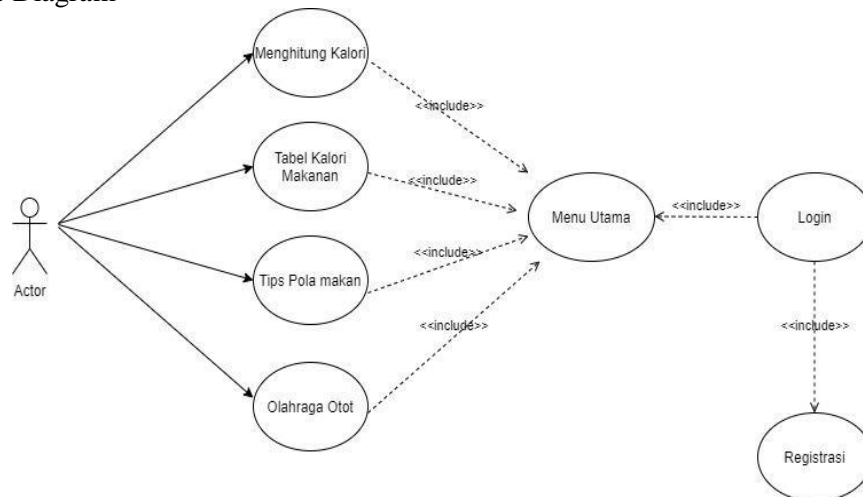 Diagram
Menghitung Kalori
<<include>>
Tabel Kalori
Makanan
<<include>>
Menu Utama
<<include>>
Login
Actor
Tips Pola makan
<<include>>
<<include>>
<<include>>
Olahraga Otot
Registrasi